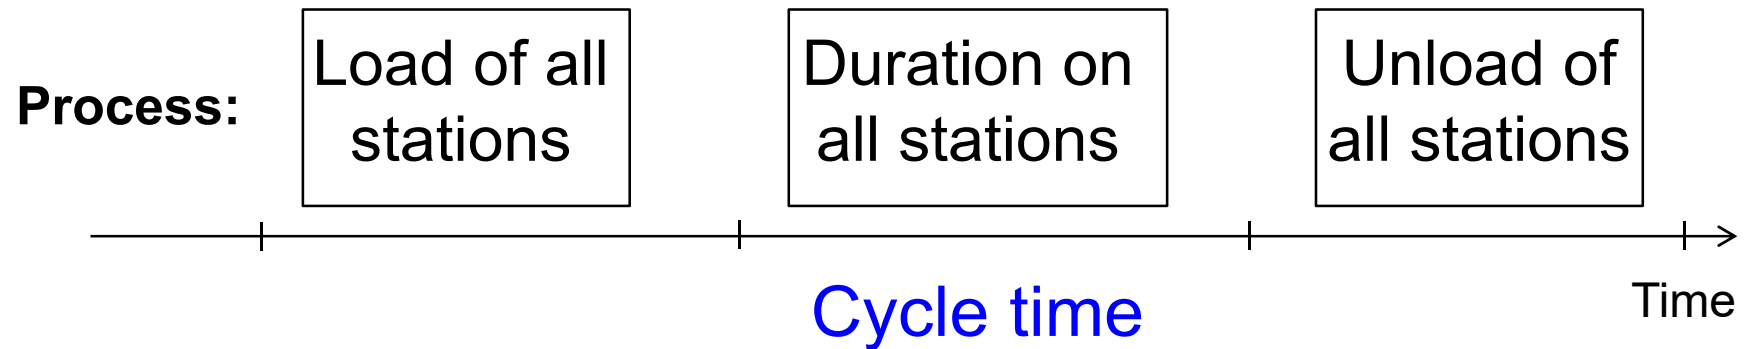 Process:
Load of all
stations
Duration on
all stations
Unload of
all stations
Cycle time
Time